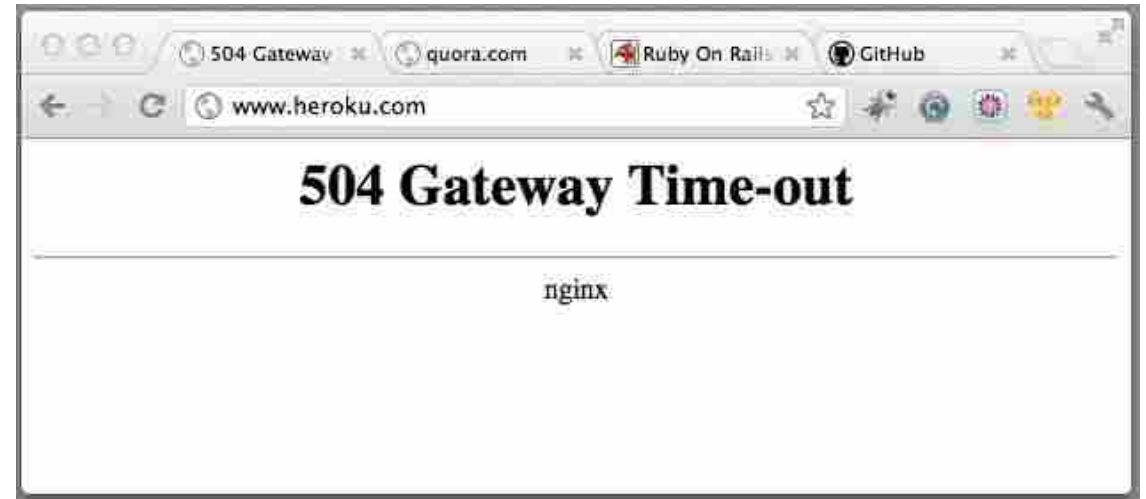 504 Gateway
quora.com
Ruby On Rails
GitHub
www.heroku.com
504 Gateway Time-out
nginx